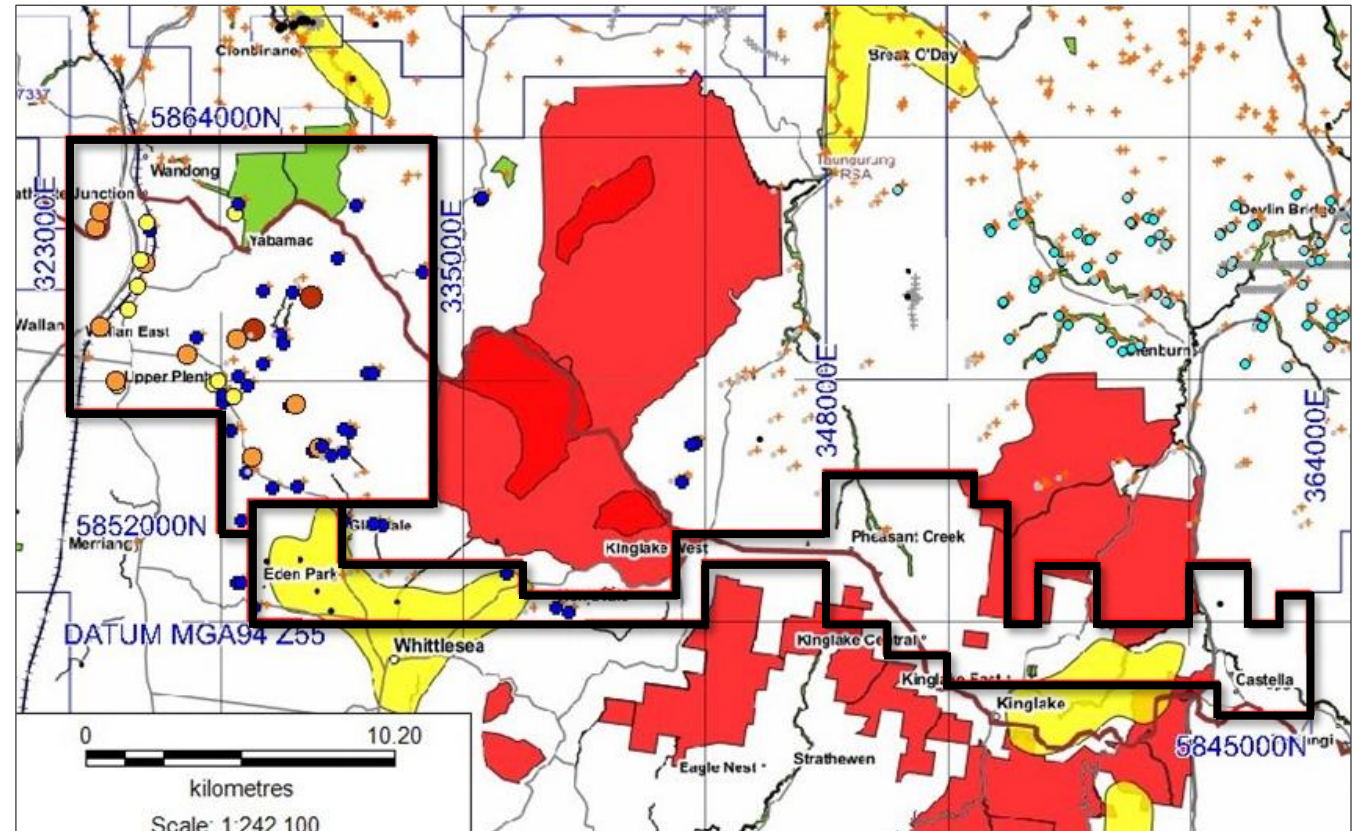 Clonbinane
Break O'Day
7337
5864000N
Taungurung
RSA
Wandong
Junction
Devlin Bridge
323000E
335000E
Yabamac
Wallan
Wallan East
348000E
Glenburn
Upper Plenty
364000E
5852000N
Glendale
Merriang
Kinglake West
Pheasant Creek
Eden Park
DATUM MGA94 Z55
Whittlesea
Kinglake Central
Kinglake East
Castella
Kinglake
0 10.20
5845000N
kilometres
Eagle Nest
Strathewen
Scale: 1:242,100